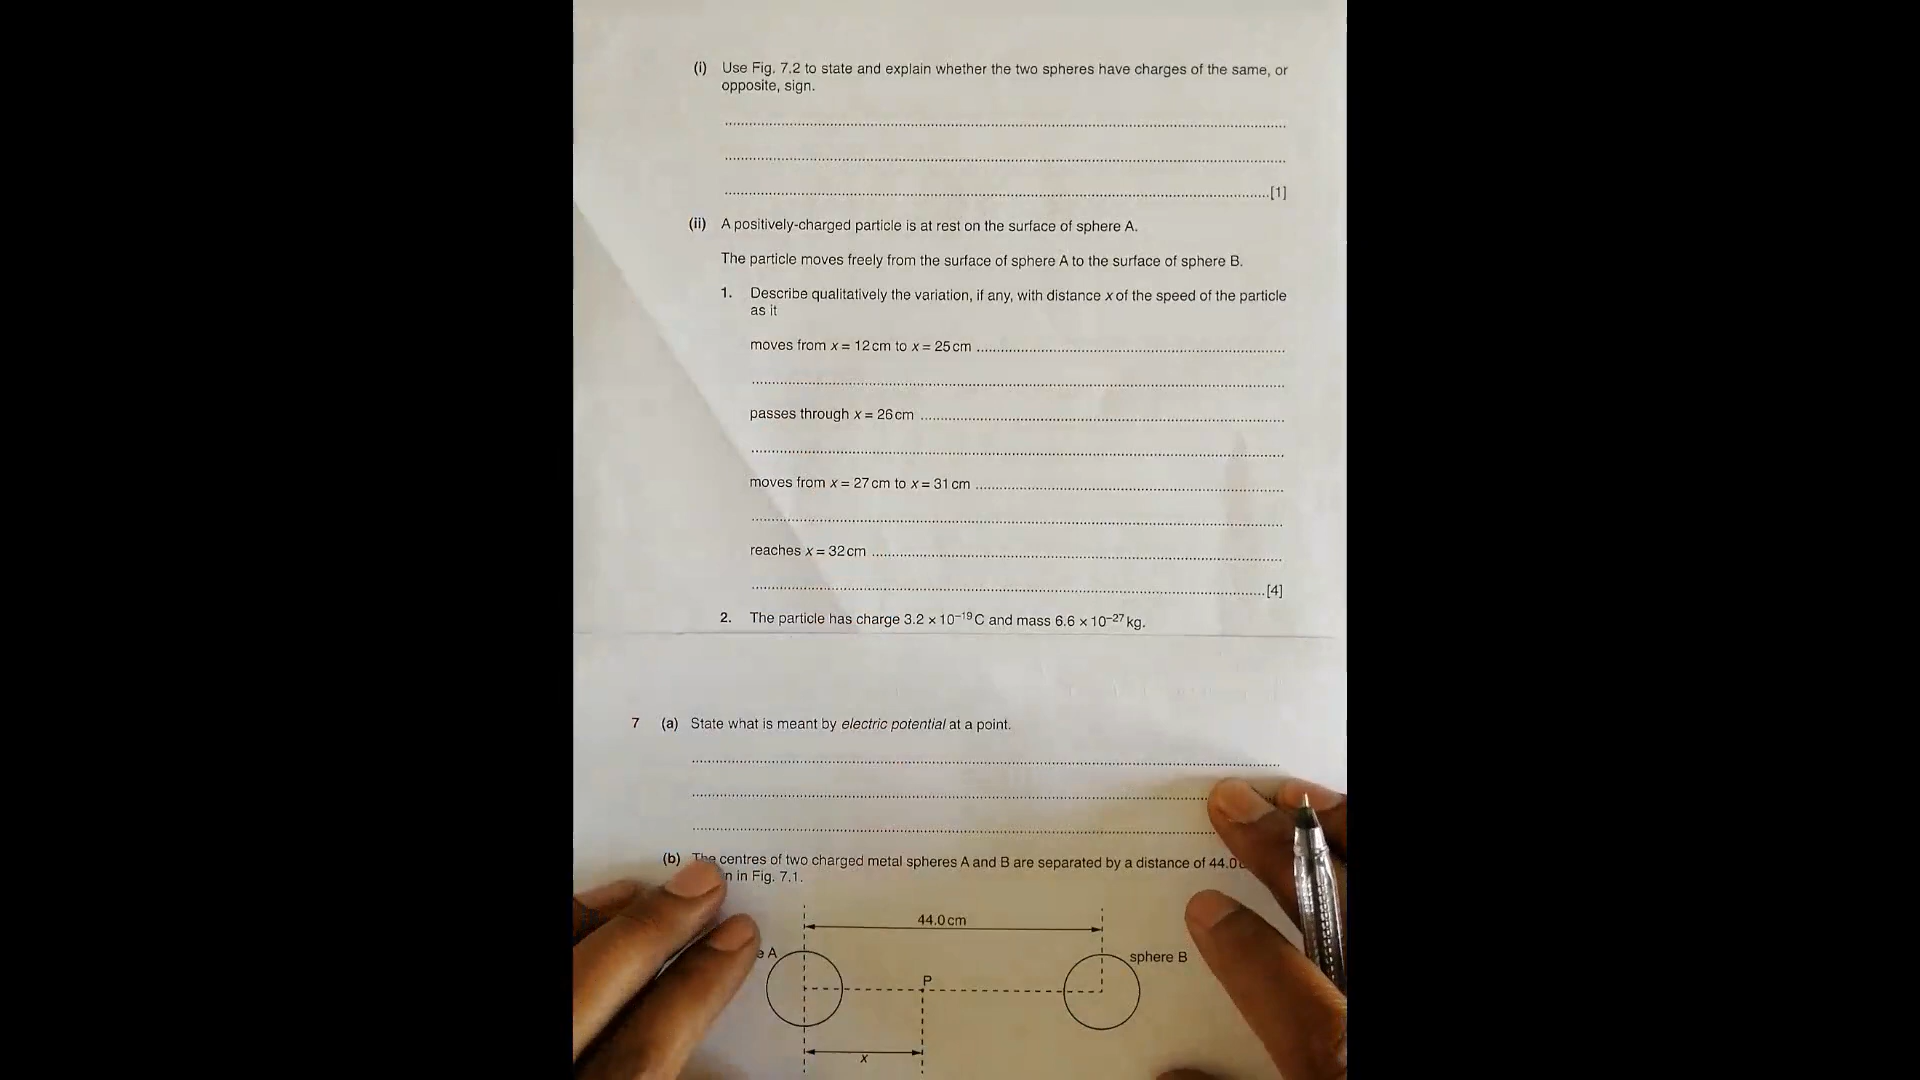 (i) Use Fig. 7.2 to state and explain whether the two spheres have charges of the same, or
opposite, sign.
[1]
(ii) A positively-charged particle is at rest on the surface of sphere A.
The particle moves freely from the surface of sphere A to the surface of sphere B.
1. Describe qualitatively the variation, if any, with distance x of the speed of the particle
as it
moves from x = 12 cm to x = 25 cm
passes through x = 26 cm
moves from x = 27 cm to x = 31 cm
reaches x = 32 cm
[4]
2. The particle has charge 3.2 × 10⁻¹⁹ C and mass 6.6 × 10⁻²⁷ kg.
7 (a) State what is meant by electric potential at a point.
(b) The centres of two charged metal spheres A and B are separated by a distance of 44.0
in Fig. 7.1.
44.0 cm
A
sphere B
P
x